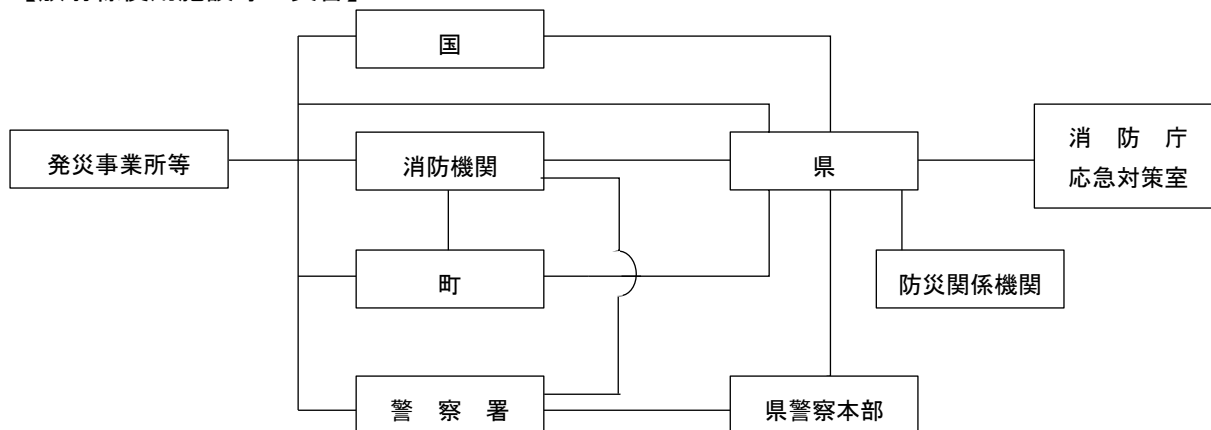 国
発災事業所等
消防機関
県
消 防 庁
応急対策室
町
防災関係機関
警 察 署
県警察本部